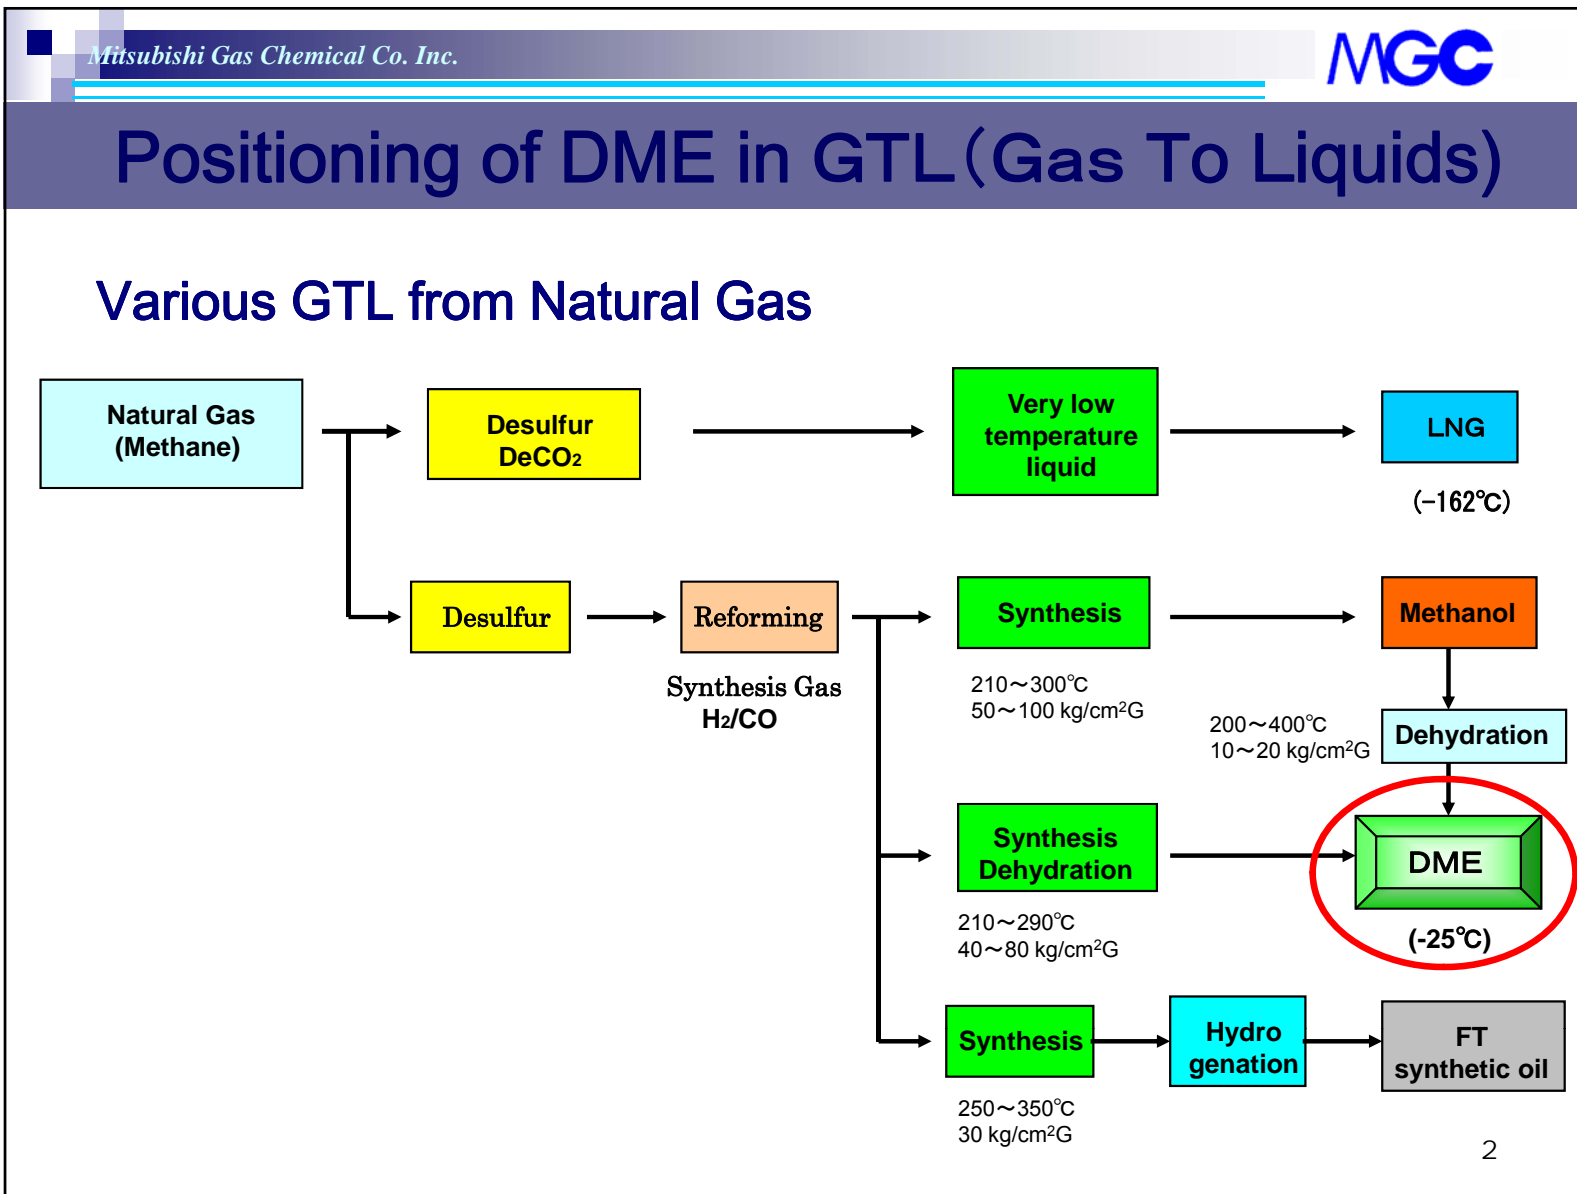 Mitsubishi Gas Chemical Co. Inc.
MGC
Positioning of DME in GTL(Gas To Liquids)
Various GTL from Natural Gas
Natural Gas
(Methane)
Desulfur
DeCO2
Very low
temperature
liquid
LNG
(-162℃)
Desulfur
Reforming
Synthesis Gas
H2/CO
Synthesis
210～300℃
50～100 kg/cm2G
Methanol
200～400℃
10～20 kg/cm2G
Dehydration
Synthesis
Dehydration
210～290℃
40～80 kg/cm2G
DME
(-25℃)
Synthesis
250～350℃
30 kg/cm2G
Hydro
genation
FT
synthetic oil
2